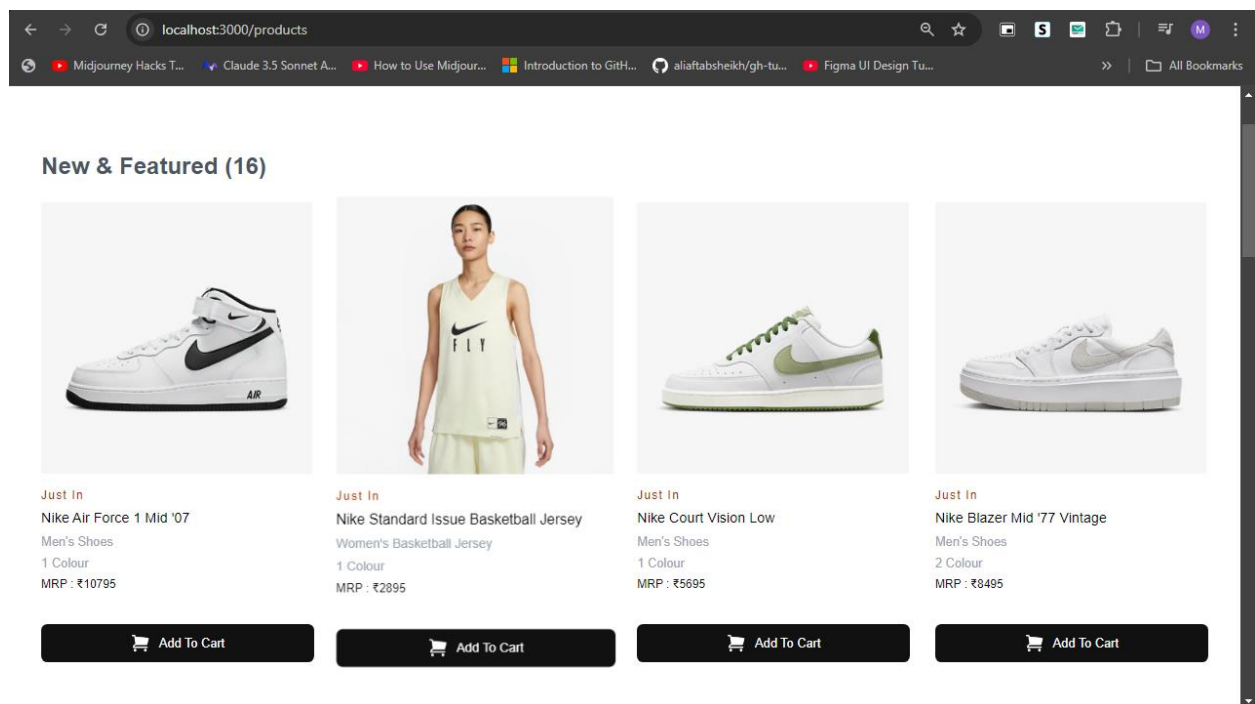 localhost:3000/products
S
M
Midjourney Hacks T...
Claude 3.5 Sonnet A...
How to Use Midjour...
Introduction to GitH...
aliaftabsheikh/gh-tu...
Figma UI Design Tu...
All Bookmarks
New & Featured (16)
AIR
FLY
Just In
Nike Air Force 1 Mid '07
Men's Shoes
1 Colour
MRP : ₹10795
Add To Cart
Just In
Nike Standard Issue Basketball Jersey
Women's Basketball Jersey
1 Colour
MRP : ₹2895
Add To Cart
Just In
Nike Court Vision Low
Men's Shoes
1 Colour
MRP : ₹5695
Add To Cart
Just In
Nike Blazer Mid '77 Vintage
Men's Shoes
2 Colour
MRP : ₹8495
Add To Cart